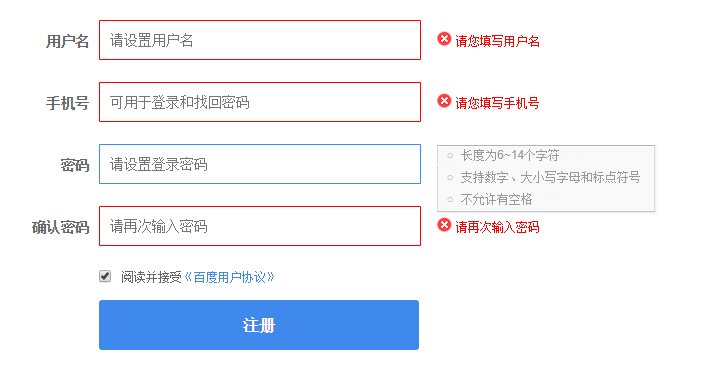 用户名 请设置用户名 请您填写用户名
手机号 可用于登录和找回密码 请您填写手机号
密码 请设置登录密码 长度为6~14个字符
支持数字、大小写字母和标点符号
不允许有空格
确认密码 请再次输入密码 请再次输入密码
阅读并接受《百度用户协议》
注册